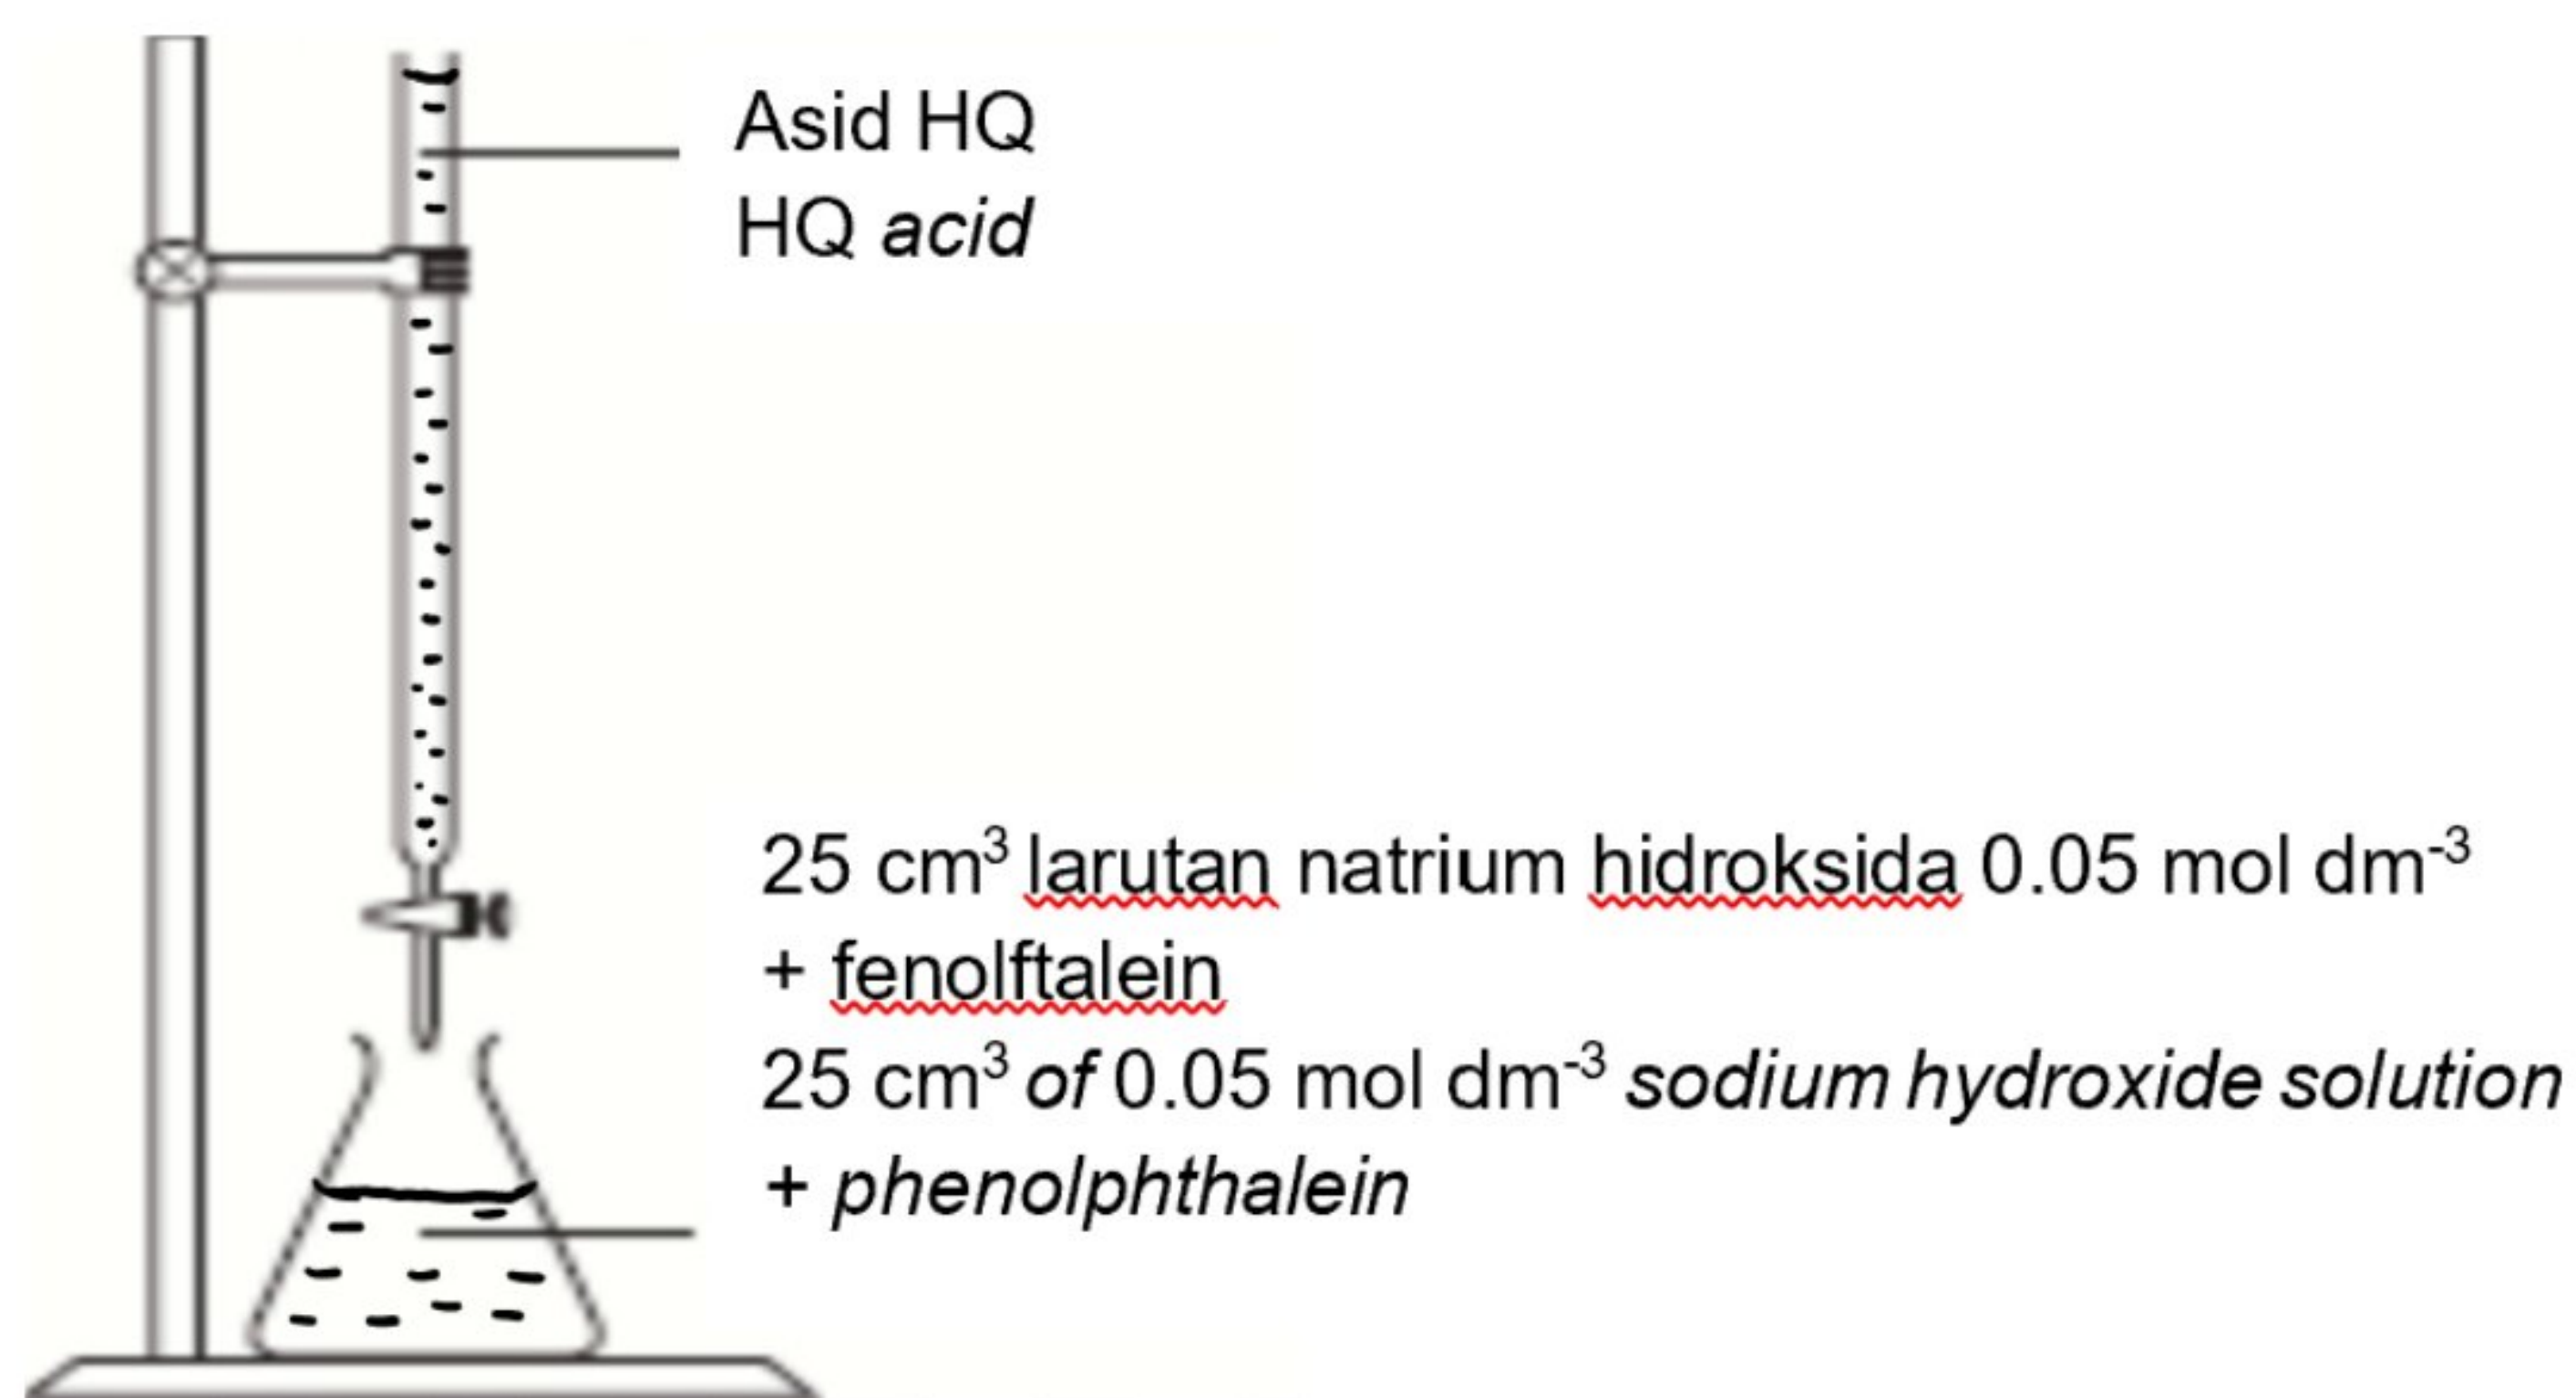 Asid HQ
HQ acid
25 cm³ larutan natrium hidroksida 0.05 mol dm⁻³
+ fenolftalein
25 cm³ of 0.05 mol dm⁻³ sodium hydroxide solution
+ phenolphthalein